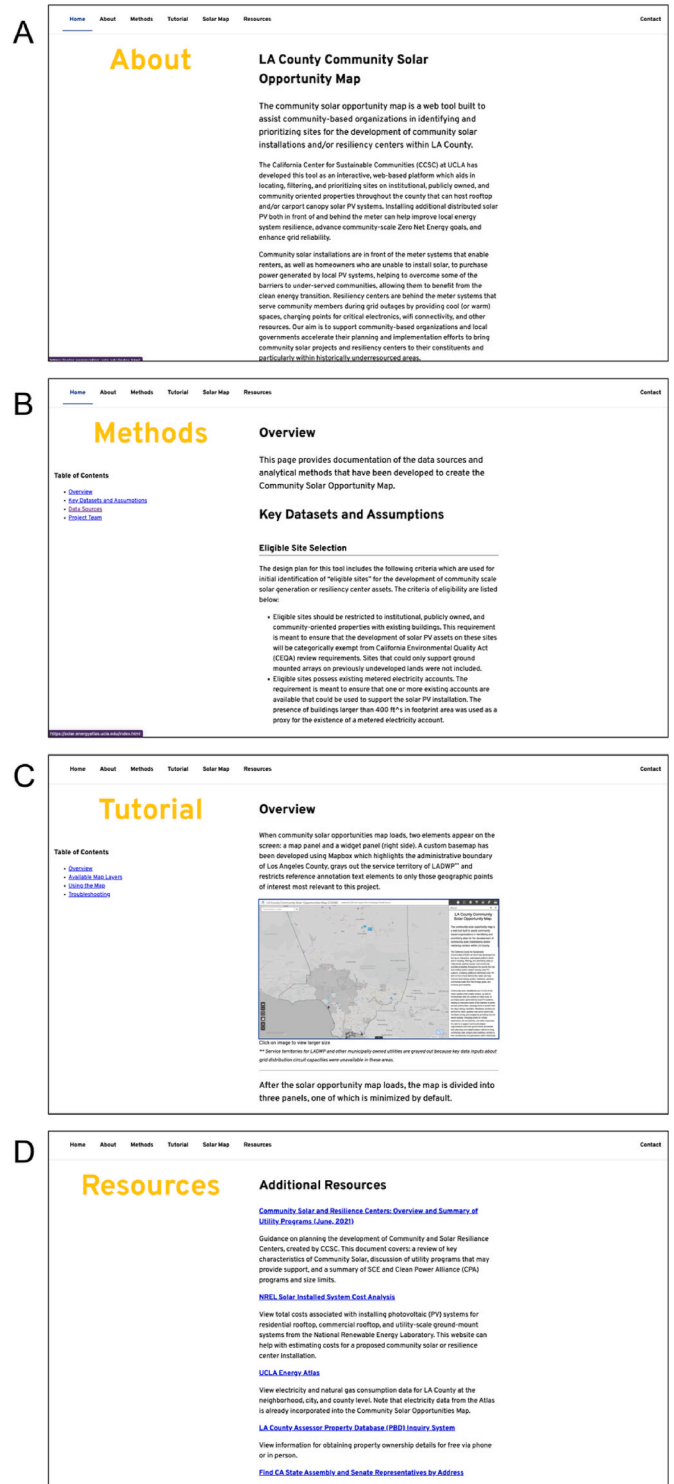 A
Home About Methods Tutorial Solar Map Resources Contact
About
LA County Community Solar
Opportunity Map
The community solar opportunity map is a web tool built to
assist community-based organizations in identifying and
prioritizing sites for the development of community solar
installations and/or resiliency centers within LA County.
The California Center for Sustainable Communities (CCSC) at UCLA has
developed this tool as an interactive, web-based platform which aids in
locating, filtering, and prioritizing sites on institutional, publicly owned, and
community oriented properties throughout the county that can host rooftop
and/or carport canopy solar PV systems. Installing additional distributed solar
PV both in front of and behind the meter can help improve local energy
system resilience, advance community-scale Zero Net Energy goals, and
enhance grid reliability.
Community solar installations are in front of the meter systems that enable
renters, as well as homeowners who are unable to install solar, to purchase
power generated by local PV systems, helping to overcome some of the
barriers to under-served communities, allowing them to benefit from the
clean energy transition. Resiliency centers are behind the meter systems that
serve community members during grid outages by providing cool (or warm)
spaces, charging points for critical electronics, wifi connectivity, and other
resources. Our aim is to support community-based organizations and local
governments accelerate their planning and implementation efforts to bring
community solar projects and resiliency centers to their constituents and
particularly within historically underresourced areas.
B
Home About Methods Tutorial Solar Map Resources Contact
Methods
Table of Contents
Overview
Key Datasets and Assumptions
Data Sources
Project Team
Overview
This page provides documentation of the data sources and
analytical methods that have been developed to create the
Community Solar Opportunity Map.
Key Datasets and Assumptions
Eligible Site Selection
The design plan for this tool includes the following criteria which are used for
initial identification of "eligible sites" for the development of community scale
solar generation or resiliency center assets. The criteria of eligibility are listed
below:
• Eligible sites should be restricted to institutional, publicly owned, and
community-oriented properties with existing buildings. This requirement
is meant to ensure that the development of solar PV assets on these sites
will be categorically exempt from California Environmental Quality Act
(CEQA) review requirements. Sites that could only support ground
mounted arrays on previously undeveloped lands were not included.
• Eligible sites possess existing metered electricity accounts. The
requirement is meant to ensure that one or more existing accounts are
available that could be used to support the solar PV installation. The
presence of buildings larger than 400 ft^s in footprint area was used as a
proxy for the existence of a metered electricity account.
https://solar.energyatlas.ucla.edu/index.html
C
Home About Methods Tutorial Solar Map Resources Contact
Tutorial
Table of Contents
Overview
Available Map Layers
Using the Map
Troubleshooting
Overview
When community solar opportunities map loads, two elements appear on the
screen: a map panel and a widget panel (right side). A custom basemap has
been developed using Mapbox which highlights the administrative boundary
of Los Angeles County, grays out the service territory of LADWP** and
restricts reference annotation text elements to only those geographic points
of interest most relevant to this project.
LA County Community
Solar Opportunity Map
Click on image to view larger size
** Service territories for LADWP and other municipally owned utilities are greyed out because key data inputs about
grid distribution circuit capacities were unavailable in these areas.
After the solar opportunity map loads, the map is divided into
three panels, one of which is minimized by default.
D
Home About Methods Tutorial Solar Map Resources Contact
Resources
Additional Resources
Community Solar and Resilience Centers: Overview and Summary of
Utility Programs (June, 2021)
Guidance on planning the development of Community and Solar Resiliance
Centers, created by CCSC. This document covers: a review of key
characteristics of Community Solar, discussion of utility programs that may
provide support, and a summary of SCE and Clean Power Alliance (CPA)
programs and size limits.
NREL Solar Installed System Cost Analysis
View total costs associated with installing photovoltaic (PV) systems for
residential rooftop, commercial rooftop, and utility-scale ground-mount
systems from the National Renewable Energy Laboratory. This website can
help with estimating costs for a proposed community solar or resilience
center installation.
UCLA Energy Atlas
View electricity and natural gas consumption data for LA County at the
neighborhood, city, and county level. Note that electricity data from the Atlas
is already incorporated into the Community Solar Opportunities Map.
LA County Assessor Property Database (PBD) Inquiry System
View information for obtaining property ownership details for free via phone
or in person.
Find CA State Assembly and Senate Representatives by Address